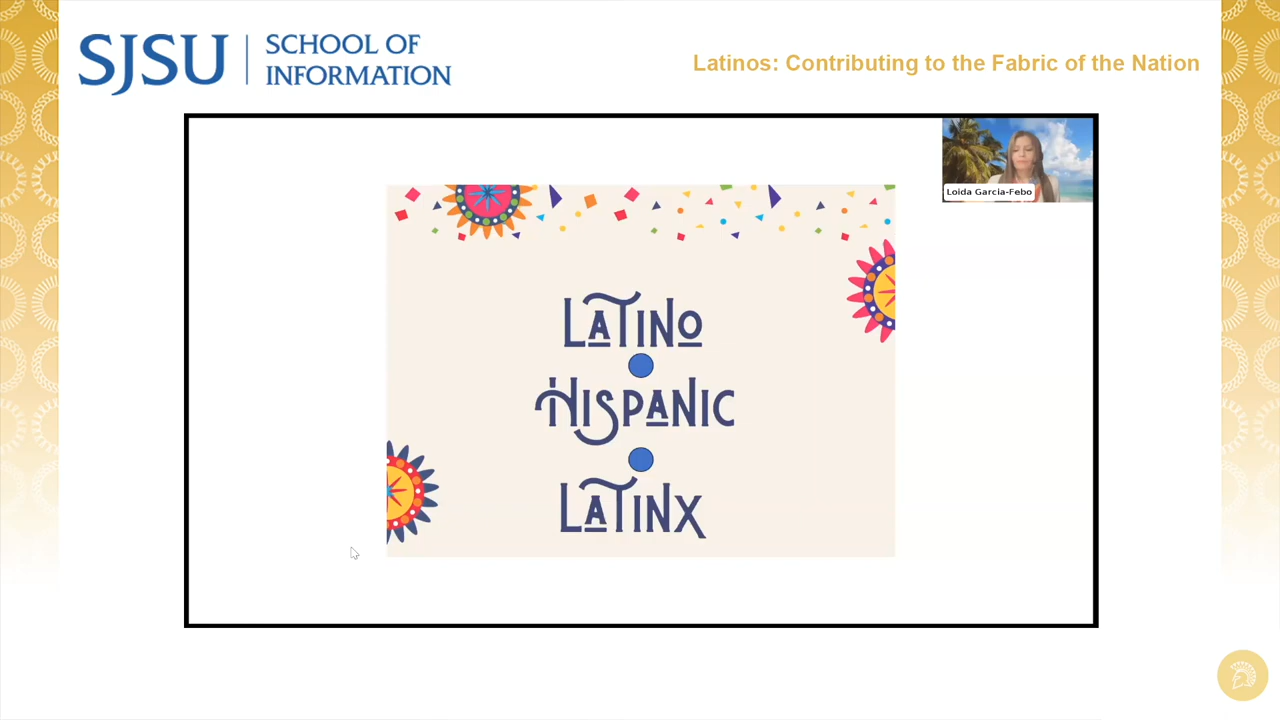 SJSU
SCHOOL OF
INFORMATION
Latinos: Contributing to the Fabric of the Nation
Loida Garcia-Febo
LATINO
HISPANIC
LATINX